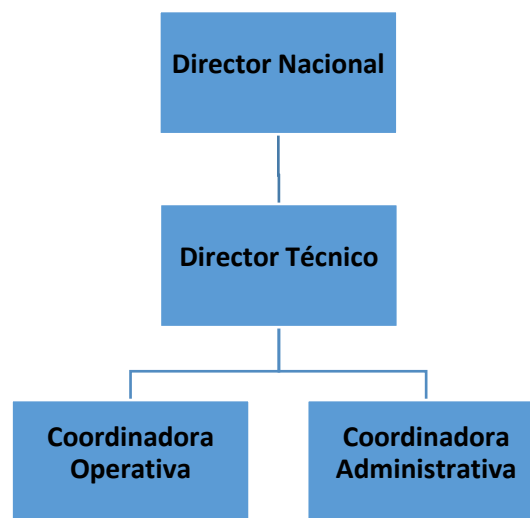 Director Nacional
Director Técnico
Coordinadora
Operativa
Coordinadora
Administrativa